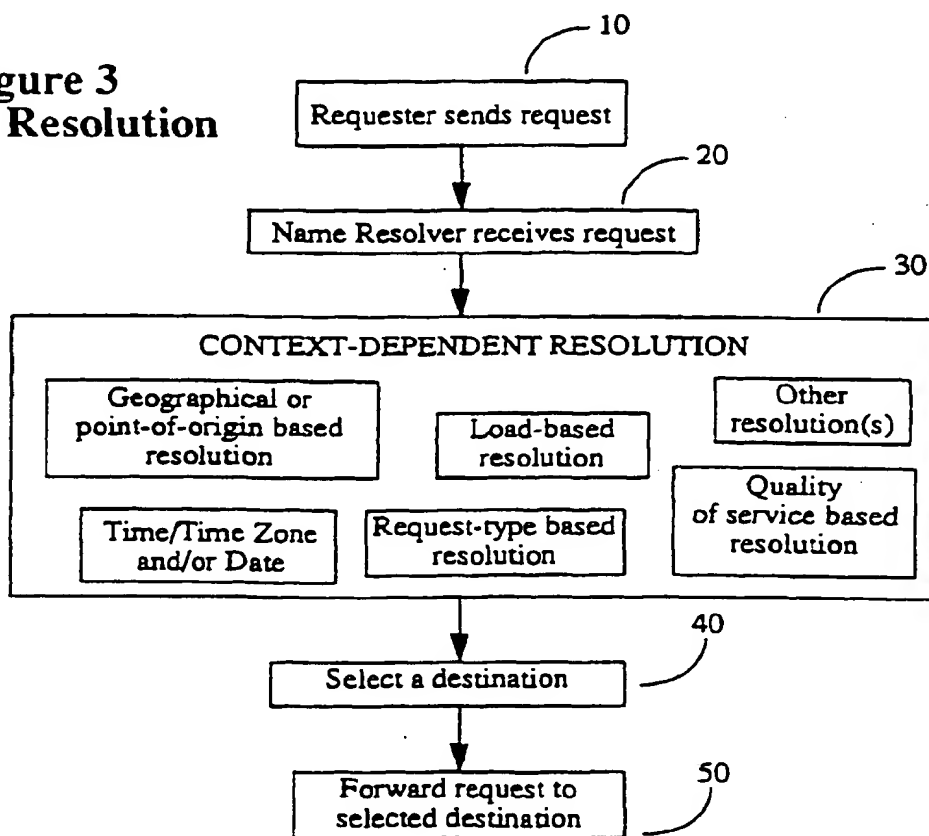 gure 3
Resolution
10
Requester sends request
20
Name Resolver receives request
30
CONTEXT-DEPENDENT RESOLUTION
Geographical or
point-of-origin based
resolution
Load-based
resolution
Other
resolution(s)
Time/Time Zone
and/or Date
Request-type based
resolution
Quality
of service based
resolution
40
Select a destination
50
Forward request to
selected destination